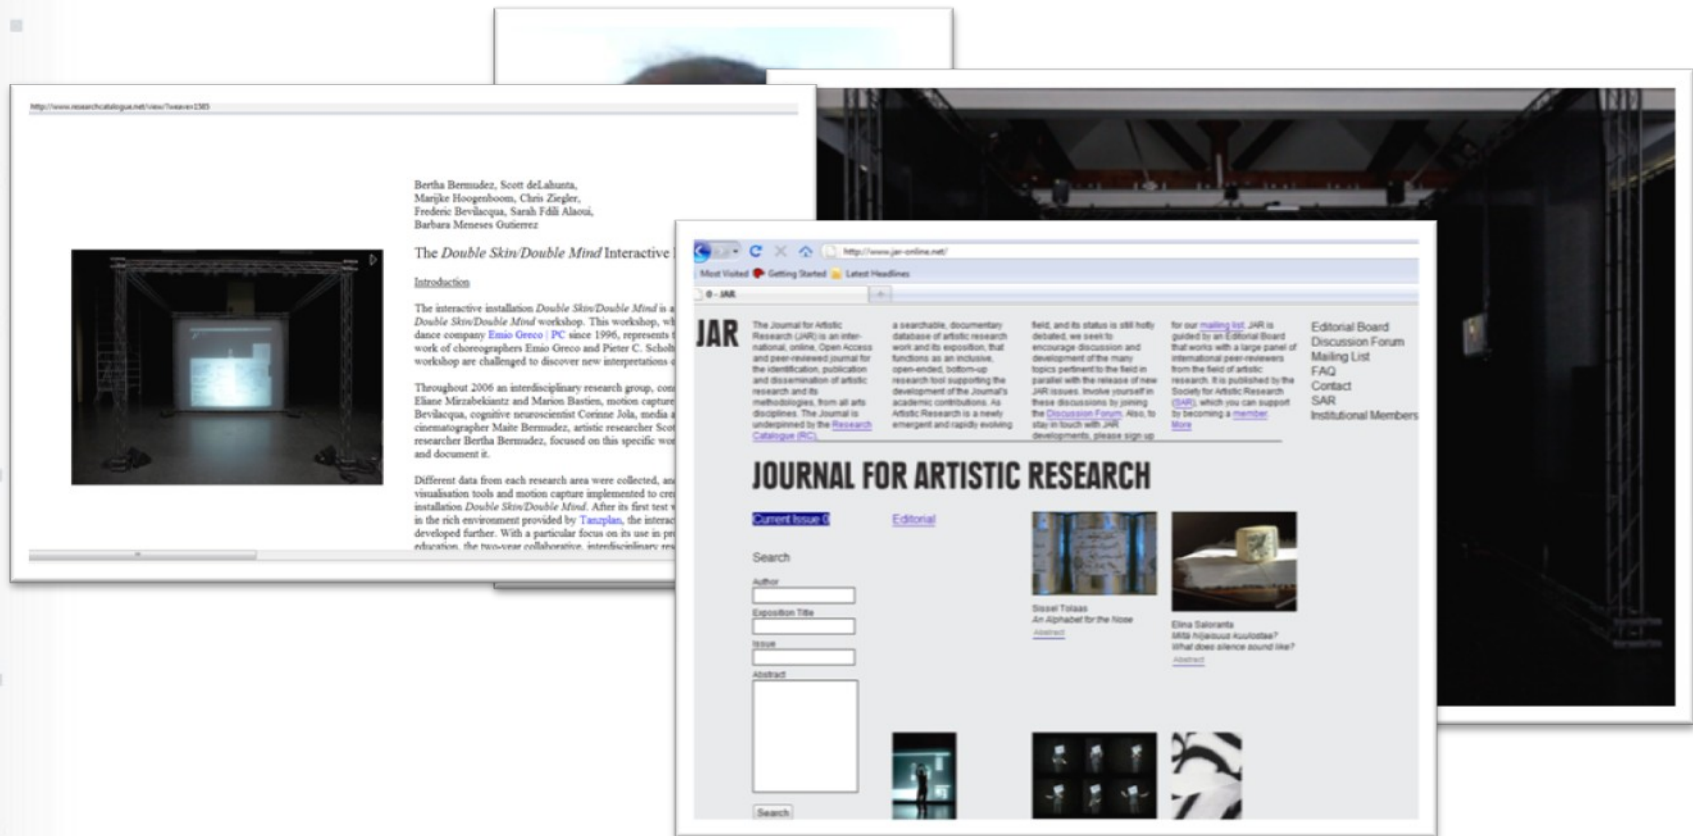 http://www.researchcatalogue.net/view/?weave=1385
Bertha Bermudez, Scott deLahunta,
Marijke Hoogenboom, Chris Ziegler,
Frederic Bevilacqua, Sarah Fdili Alaoui,
Barbara Meneses Gutierrez
The Double Skin/Double Mind Interactive
Introduction
The interactive installation Double Skin/Double Mind is a
Double Skin/Double Mind workshop. This workshop, wh
dance company Emio Greco | PC since 1996, represents t
work of choreographers Emio Greco and Pieter C. Scholt
workshop are challenged to discover new interpretations o
Throughout 2006 an interdisciplinary research group, con
Eliane Mirzabekiantz and Marion Bastien, motion capture
Bevilacqua, cognitive neuroscientist Corinne Jola, media a
cinematographer Maite Bermudez, artistic researcher Scot
researcher Bertha Bermudez, focused on this specific wor
and document it.
Different data from each research area were collected, an
visualisation tools and motion capture implemented to cre
installation Double Skin/Double Mind. After its first test v
in the rich environment provided by Tanzplan, the interac
developed further. With a particular focus on its use in pr
education, the two-year collaborative, interdisciplinary res
http://www.jar-online.net/
Most Visited Getting Started Latest Headlines
0 - JAR
JAR
The Journal for Artistic
Research (JAR) is an inter-
national, online, Open Access
and peer-reviewed journal for
the identification, publication
and dissemination of artistic
research and its
methodologies, from all arts
disciplines. The Journal is
underpinned by the Research
Catalogue (RC),
a searchable, documentary
database of artistic research
work and its exposition, that
functions as an inclusive,
open-ended, bottom-up
research tool supporting the
development of the Journal's
academic contributions. As
Artistic Research is a newly
emergent and rapidly evolving
field, and its status is still hotly
debated, we seek to
encourage discussion and
development of the many
topics pertinent to the field in
parallel with the release of new
JAR issues. Involve yourself in
these discussions by joining
the Discussion Forum. Also, to
stay in touch with JAR
developments, please sign up
for our mailing list. JAR is
guided by an Editorial Board
that works with a large panel of
international peer-reviewers
from the field of artistic
research. It is published by the
Society for Artistic Research
(SAR), which you can support
by becoming a member.
More
Editorial Board
Discussion Forum
Mailing List
FAQ
Contact
SAR
Institutional Members
JOURNAL FOR ARTISTIC RESEARCH
Current Issue 0
Editorial
Search
Author
Exposition Title
Issue
Abstract
Search
Sissel Tolaas
An Alphabet for the Nose
Abstract
Elina Saloranta
Mitä hiljaisuus kuulostaa?
What does silence sound like?
Abstract